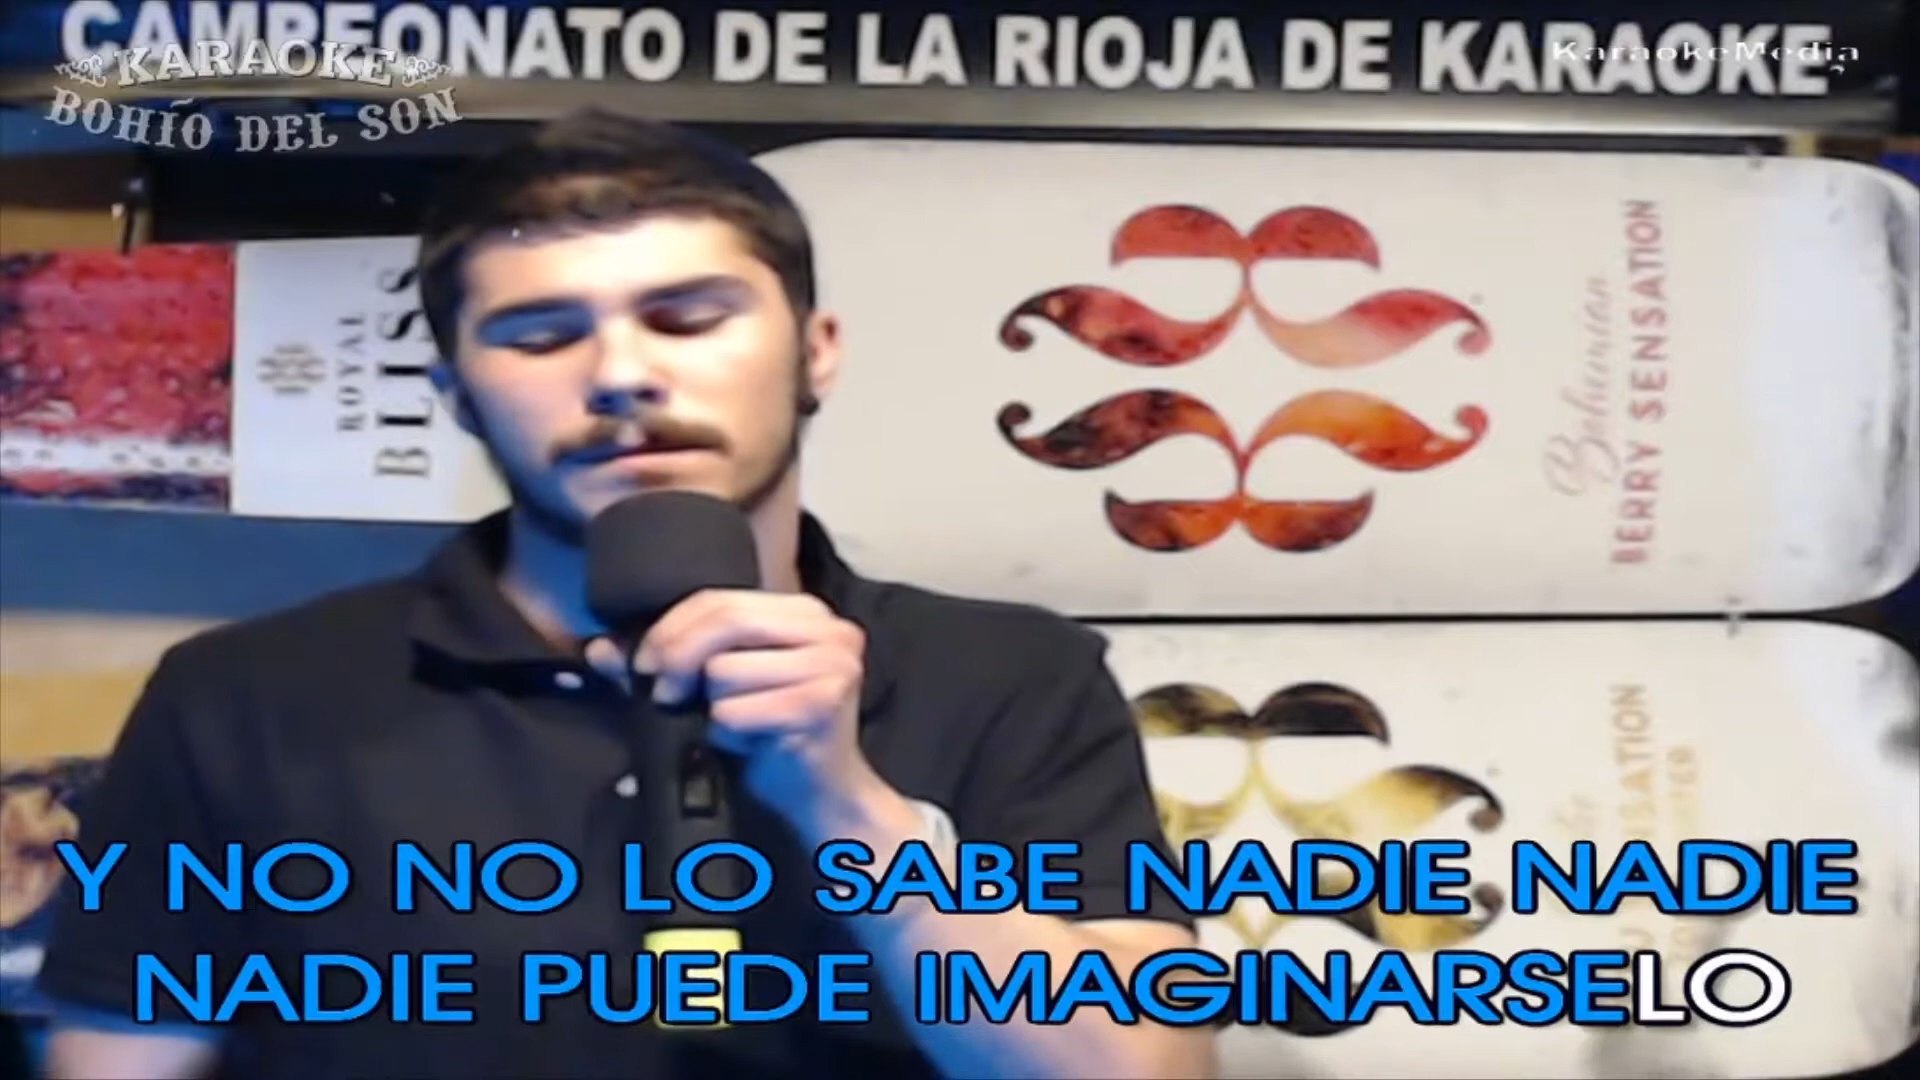 CAMPEONATO DE LA RIOJA DE KARAOKE
KaraokeMedia
KARAOKE
BOHÍO DEL SON
ROYAL
BLISS
Bohemian
BERRY SENSATION
SATION
Y NO NO LO SABE NADIE NADIE
NADIE PUEDE IMAGINARSELO